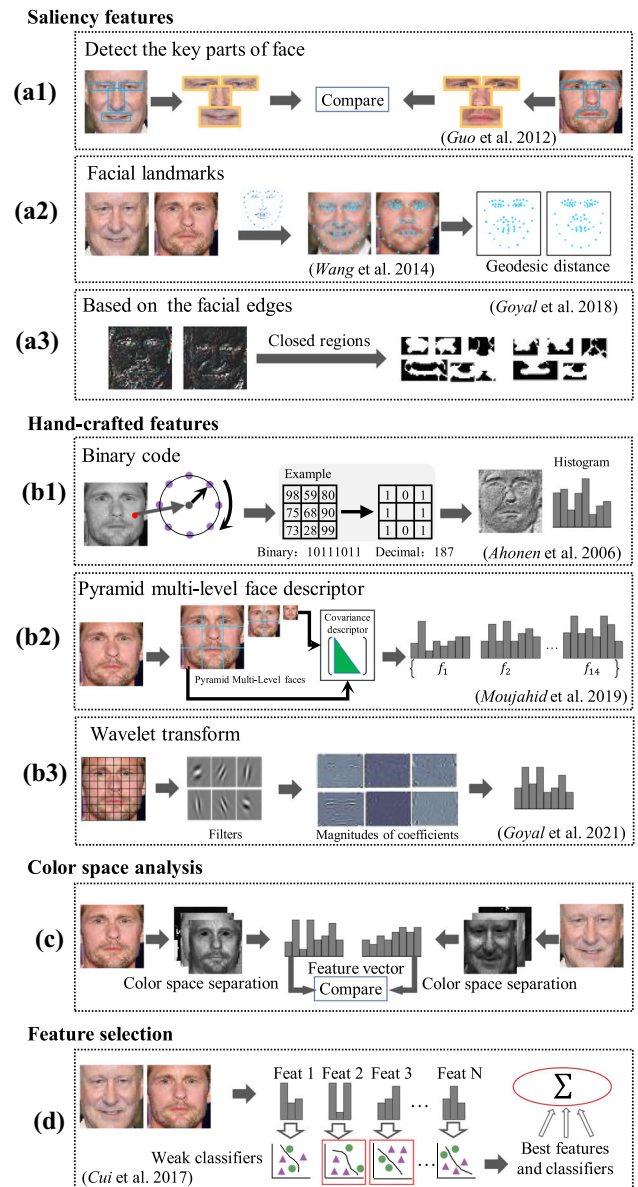 Saliency features
Detect the key parts of face
(a1)
Compare
(Guo et al. 2012)
Facial landmarks
(a2)
(Wang et al. 2014)
Geodesic distance
Based on the facial edges
(Goyal et al. 2018)
(a3)
Closed regions
Hand-crafted features
Binary code
(b1)
Example
98 59 80
75 68 90
73 28 99
1 0 1
1 1
1 0 1
Binary: 10111011
Decimal: 187
Histogram
(Ahonen et al. 2006)
Pyramid multi-level face descriptor
(b2)
Pyramid Multi-Level faces
Covariance
descriptor
{ f1 f2 … f14 }
(Moujahid et al. 2019)
Wavelet transform
(b3)
Filters
Magnitudes of coefficients
(Goyal et al. 2021)
Color space analysis
(c)
Color space separation
Feature vector
Compare
Color space separation
Feature selection
(d)
Feat 1 Feat 2 Feat 3 … Feat N
Σ
Weak classifiers
…
Best features
and classifiers
(Cui et al. 2017)